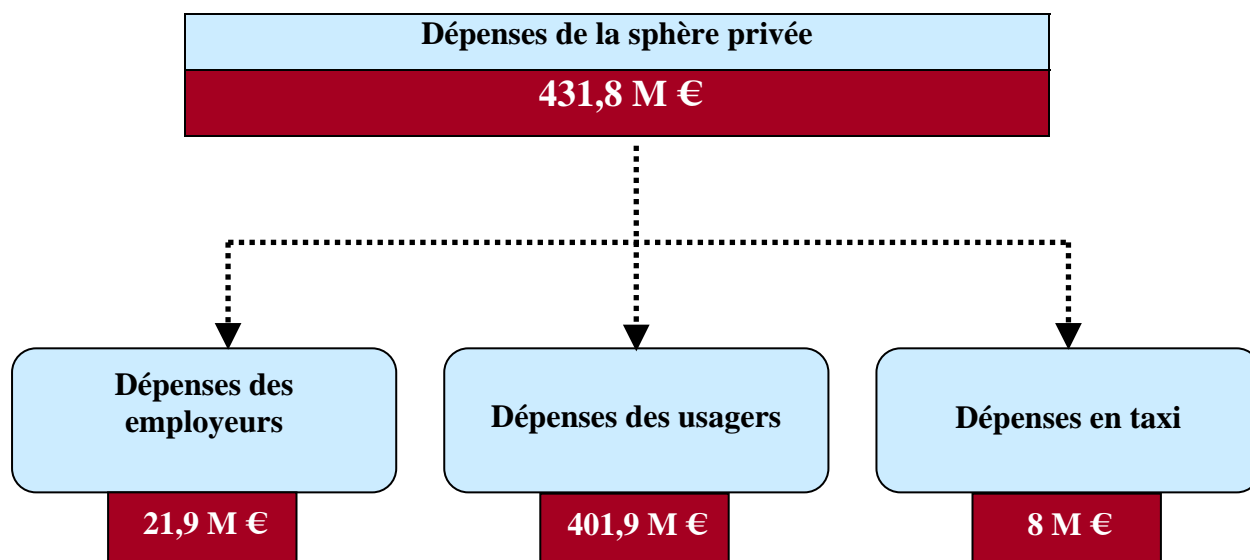 Dépenses de la sphère privée
431,8 M €
Dépenses des
employeurs
Dépenses des usagers
Dépenses en taxi
21,9 M €
401,9 M €
8 M €